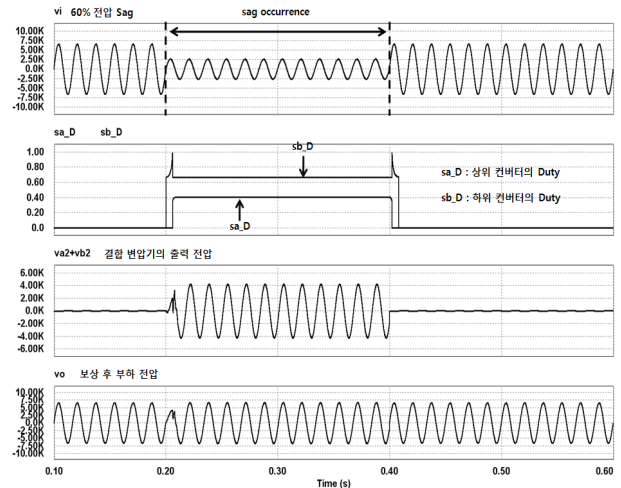 vi 60% 전압 Sag
sag occurrence
10.00K
7.50K
5.00K
2.50K
0.0K
-2.50K
-5.00K
-7.50K
-10.00K
sa_D sb_D
sb_D
1.00
0.80
0.60
0.40
0.20
0.0
sa_D : 상위 컨버터의 Duty
sb_D : 하위 컨버터의 Duty
sa_D
va2+vb2 결합 변압기의 출력 전압
6.00K
4.00K
2.00K
0.0K
-2.00K
-4.00K
-6.00K
vo 보상 후 부하 전압
10.00K
7.50K
5.00K
2.50K
0.0K
-2.50K
-5.00K
-7.50K
-10.00K
0.10 0.20 0.30 0.40 0.50 0.60
Time (s)